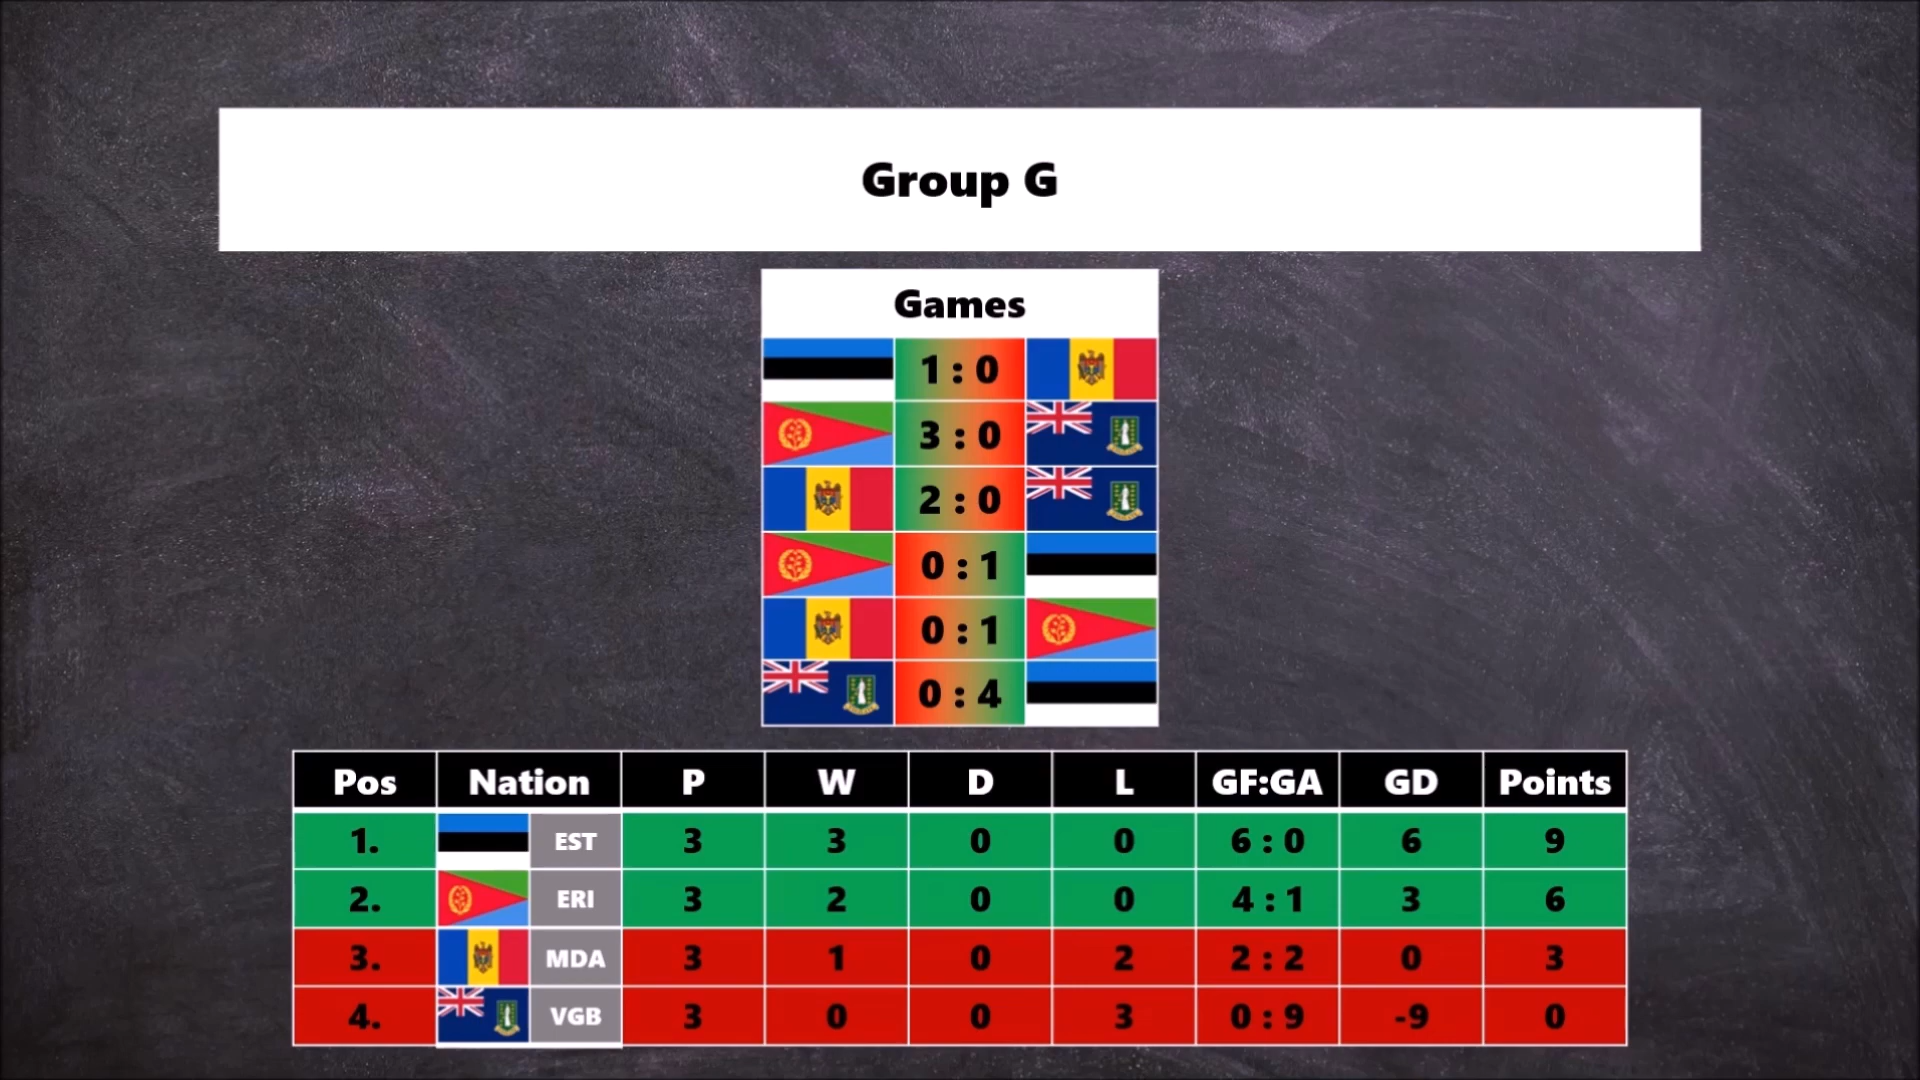 Group G
Games
1 : 0
3 : 0
2 : 0
0 : 1
0 : 1
0 : 4
Pos Nation P W D L GF:GA GD Points
1. EST 3 3 0 0 6 : 0 6 9
2. ERI 3 2 0 0 4 : 1 3 6
3. MDA 3 1 0 2 2 : 2 0 3
4. VGB 3 0 0 3 0 : 9 -9 0